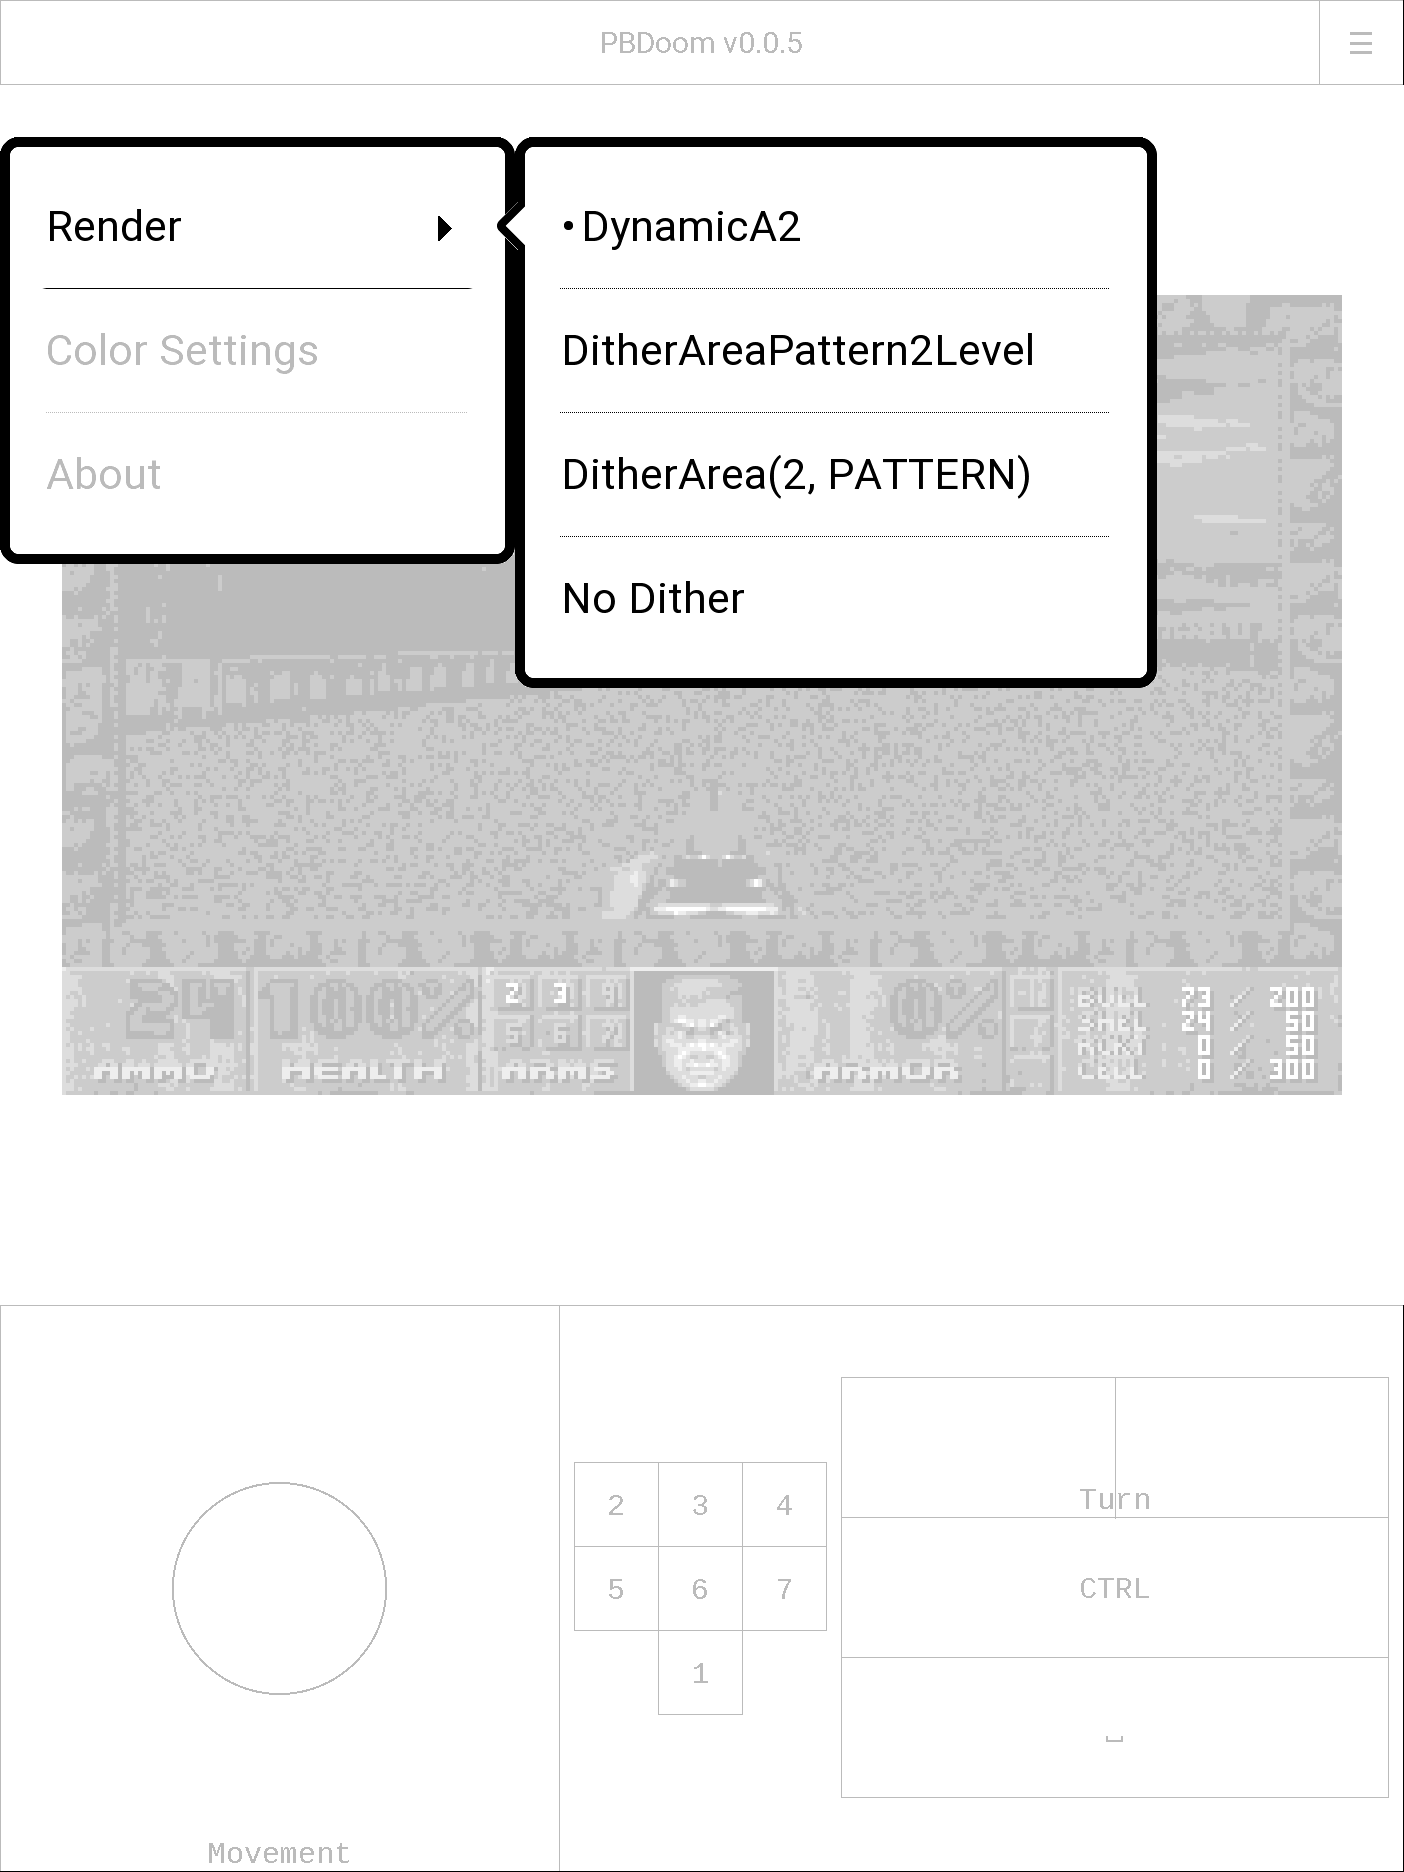 PBDoom v0.0.5
Render
Color Settings
About
• DynamicA2
DitherAreaPattern2Level
DitherArea(2, PATTERN)
No Dither
24 100% 2 3 4 0%
5 6 7
AMMO HEALTH ARMS ARMOR
BULL 73 / 200
SHEL 24 / 50
0 / 50
CELL 0 / 300
2 3 4
5 6 7
1
Turn
CTRL
Movement